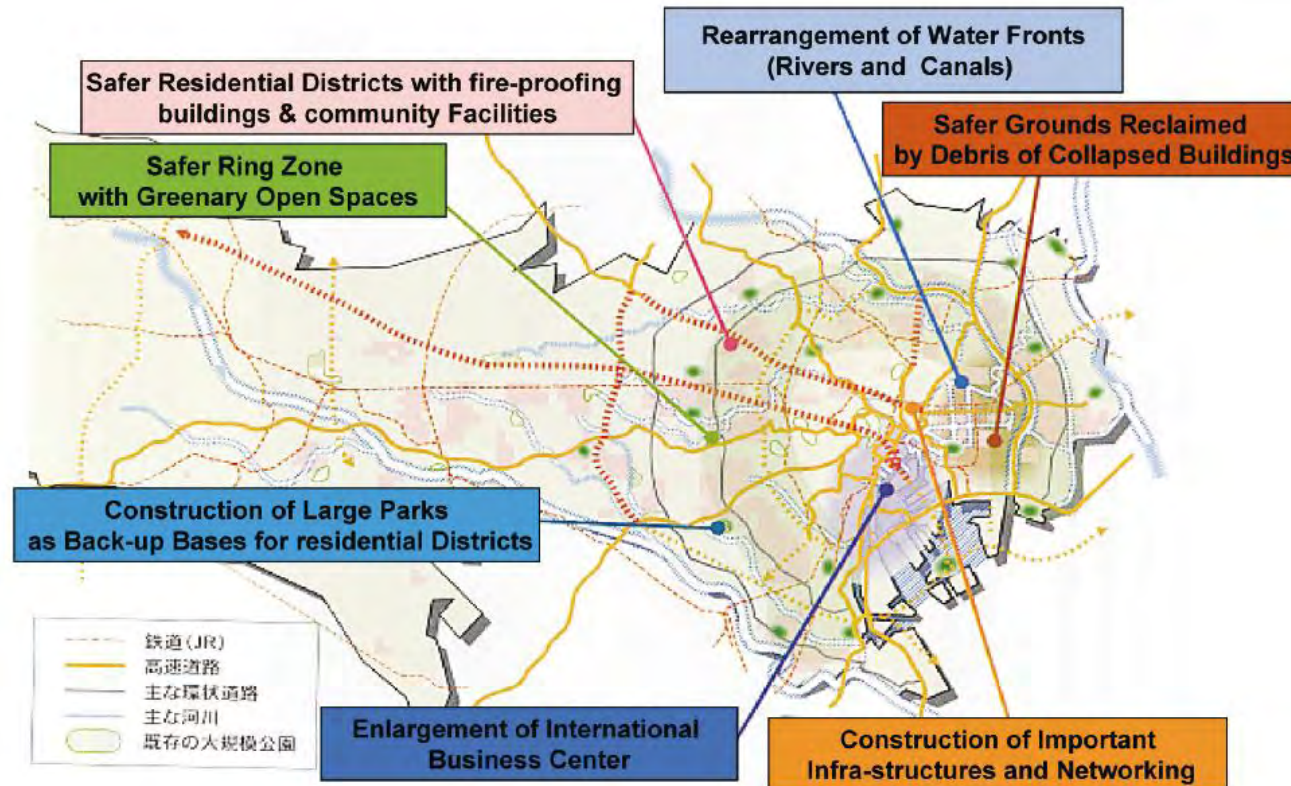 Rearrangement of Water Fronts
(Rivers and Canals)
Safer Residential Districts with fire-proofing
buildings & community Facilities
Safer Grounds Reclaimed
by Debris of Collapsed Buildings
Safer Ring Zone
with Greenary Open Spaces
Construction of Large Parks
as Back-up Bases for residential Districts
鉄道(JR)
高速道路
主な環状道路
主な河川
既存の大規模公園
Enlargement of International
Business Center
Construction of Important
Infra-structures and Networking